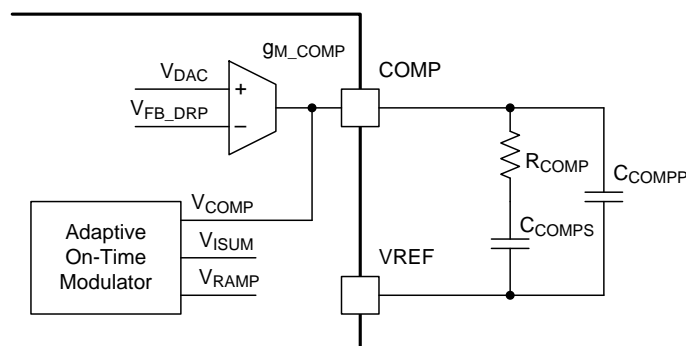 gM_COMP
COMP
VDAC
+
VFB_DRP
−
RCOMP
CCOMPP
VCOMP
CCOMPS
Adaptive
On-Time
Modulator
VISUM
VREF
VRAMP